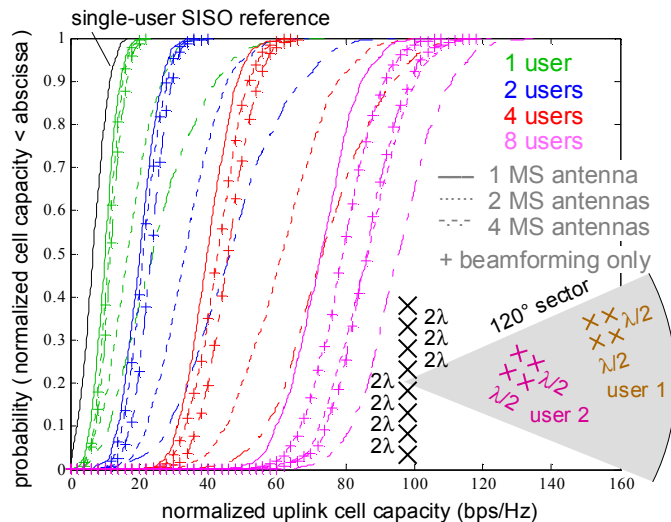 single-user SISO reference
1
0.9
0.8
0.7
0.6
0.5
0.4
0.3
0.2
0.1
0
probability ( normalized cell capacity < abscissa )
1 user
2 users
4 users
8 users
1 MS antenna
2 MS antennas
4 MS antennas
+ beamforming only
2λ
2λ
2λ
2λ
2λ
2λ
2λ
120° sector
λ/2
λ/2
user 1
λ/2
λ/2
user 2
0 20 40 60 80 100 120 140 160
normalized uplink cell capacity (bps/Hz)